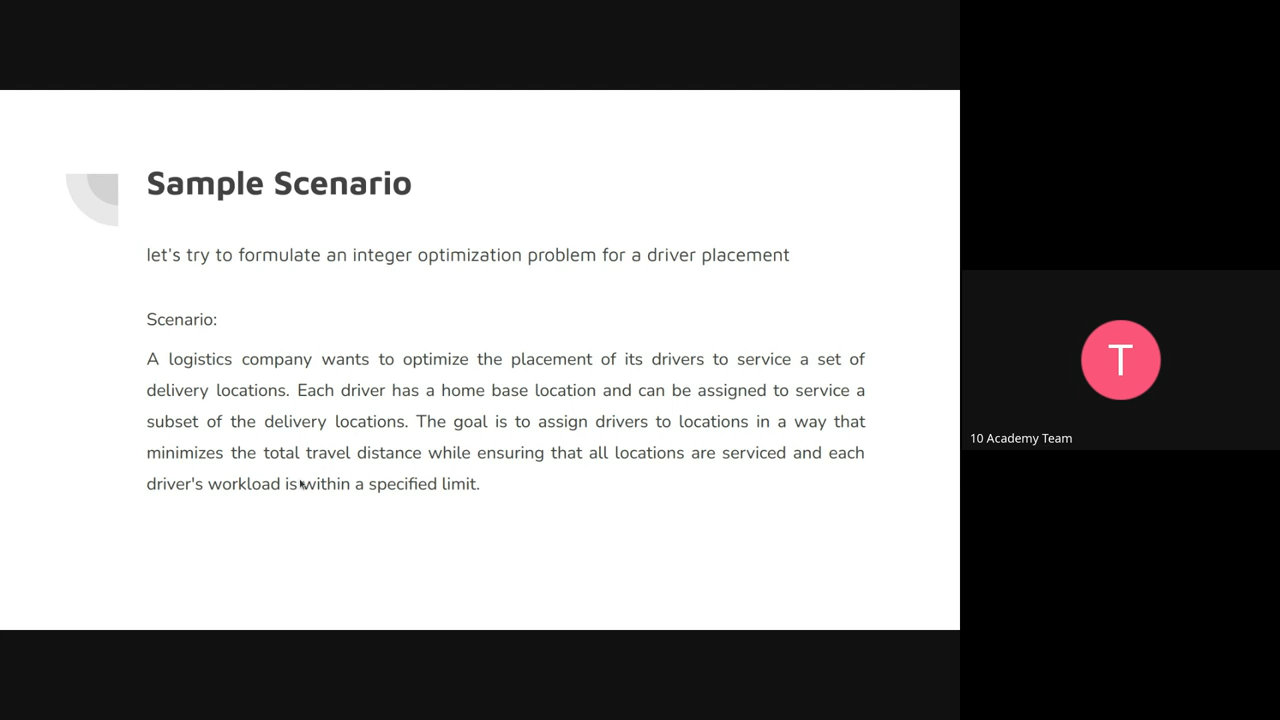 Sample Scenario
let's try to formulate an integer optimization problem for a driver placement
Scenario:
A logistics company wants to optimize the placement of its drivers to service a set of
delivery locations. Each driver has a home base location and can be assigned to service a
subset of the delivery locations. The goal is to assign drivers to locations in a way that
minimizes the total travel distance while ensuring that all locations are serviced and each
driver's workload is within a specified limit.
T
10 Academy Team